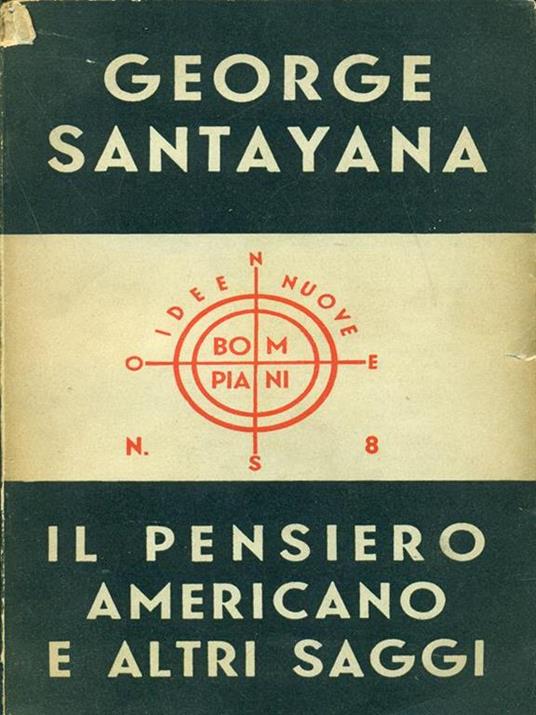 GEORGE
SANTAYANA
N
IDEE NUOVE
BOM
PIANI
O E
N. 8
S
IL PENSIERO
AMERICANO
E ALTRI SAGGI